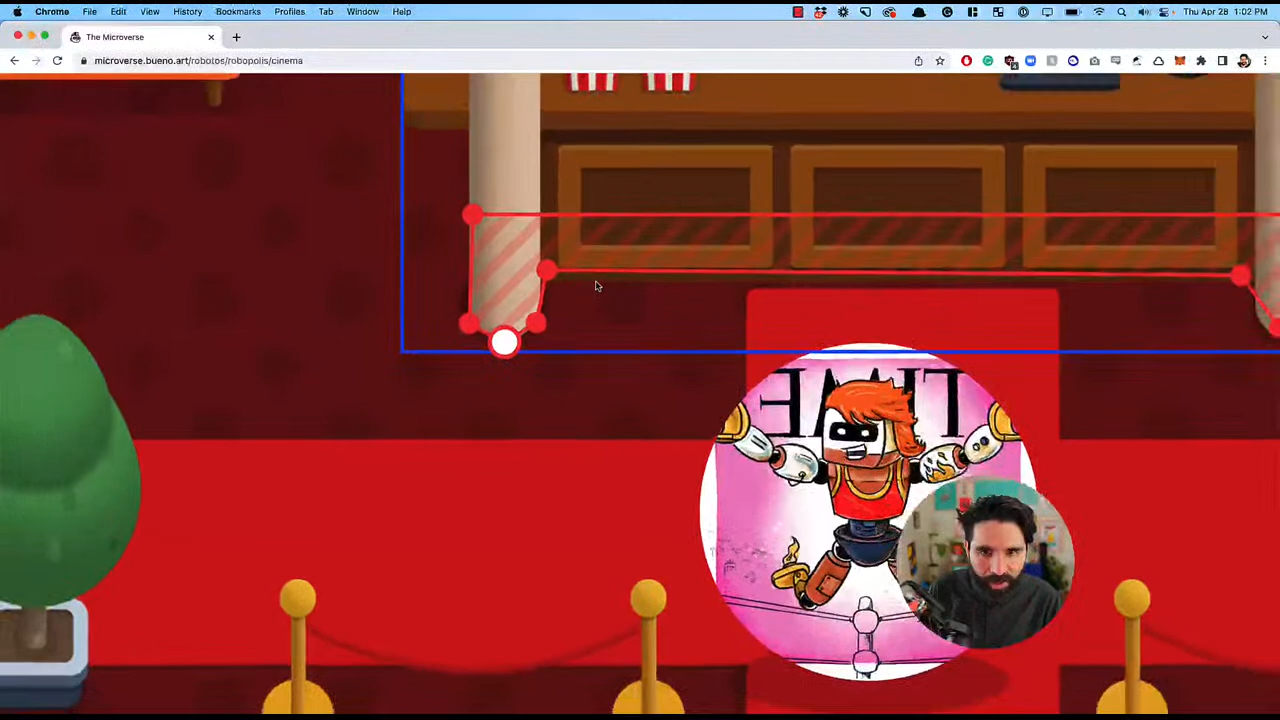 Chrome File Edit View History Bookmarks Profiles Tab Window Help Thu Apr 28 1:02 PM
The Microverse
microverse.bueno.art/robotos/robopolis/cinema
TIME